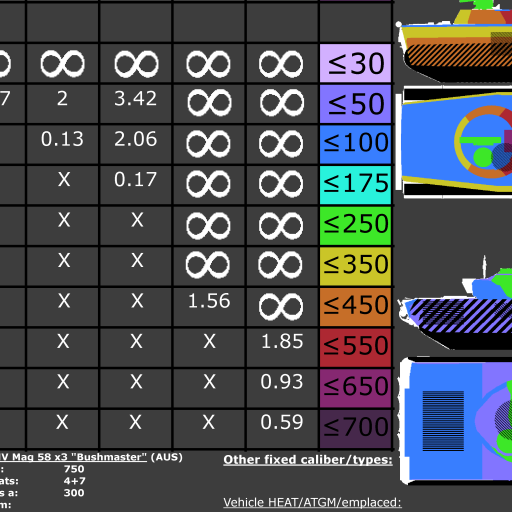 ∞ ∞ ∞ ∞ ≤30
7 2 3.42 ∞ ∞ ≤50
0.13 2.06 ∞ ∞ ≤100
X 0.17 ∞ ∞ ≤175
X X ∞ ∞ ≤250
X X ∞ ∞ ≤350
X X 1.56 ∞ ≤450
X X X 1.85 ≤550
X X X 0.93 ≤650
X X X 0.59 ≤700
V Mag 58 x3 "Bushmaster" (AUS)
Other fixed caliber/types:
: 750
ats: 4+7
s a: 300
m:
Vehicle HEAT/ATGM/emplaced: